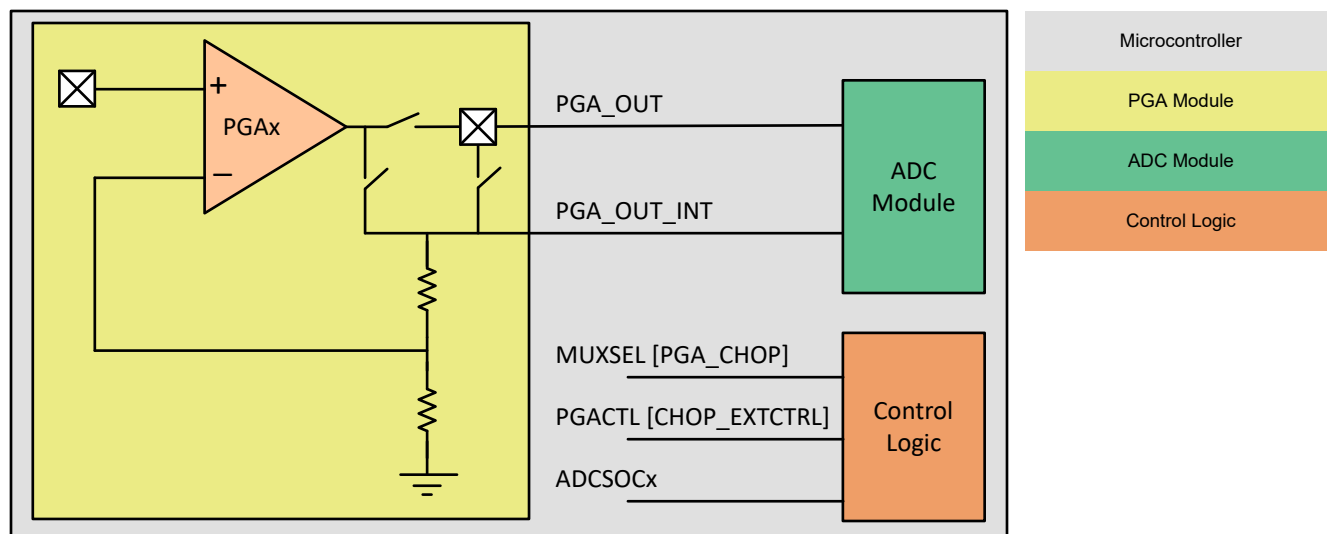 +
PGAx
−
PGA_OUT
PGA_OUT_INT
ADC
Module
MUXSEL [PGA_CHOP]
PGACTL [CHOP_EXTCTRL]
ADCSOCx
Control
Logic
Microcontroller
PGA Module
ADC Module
Control Logic